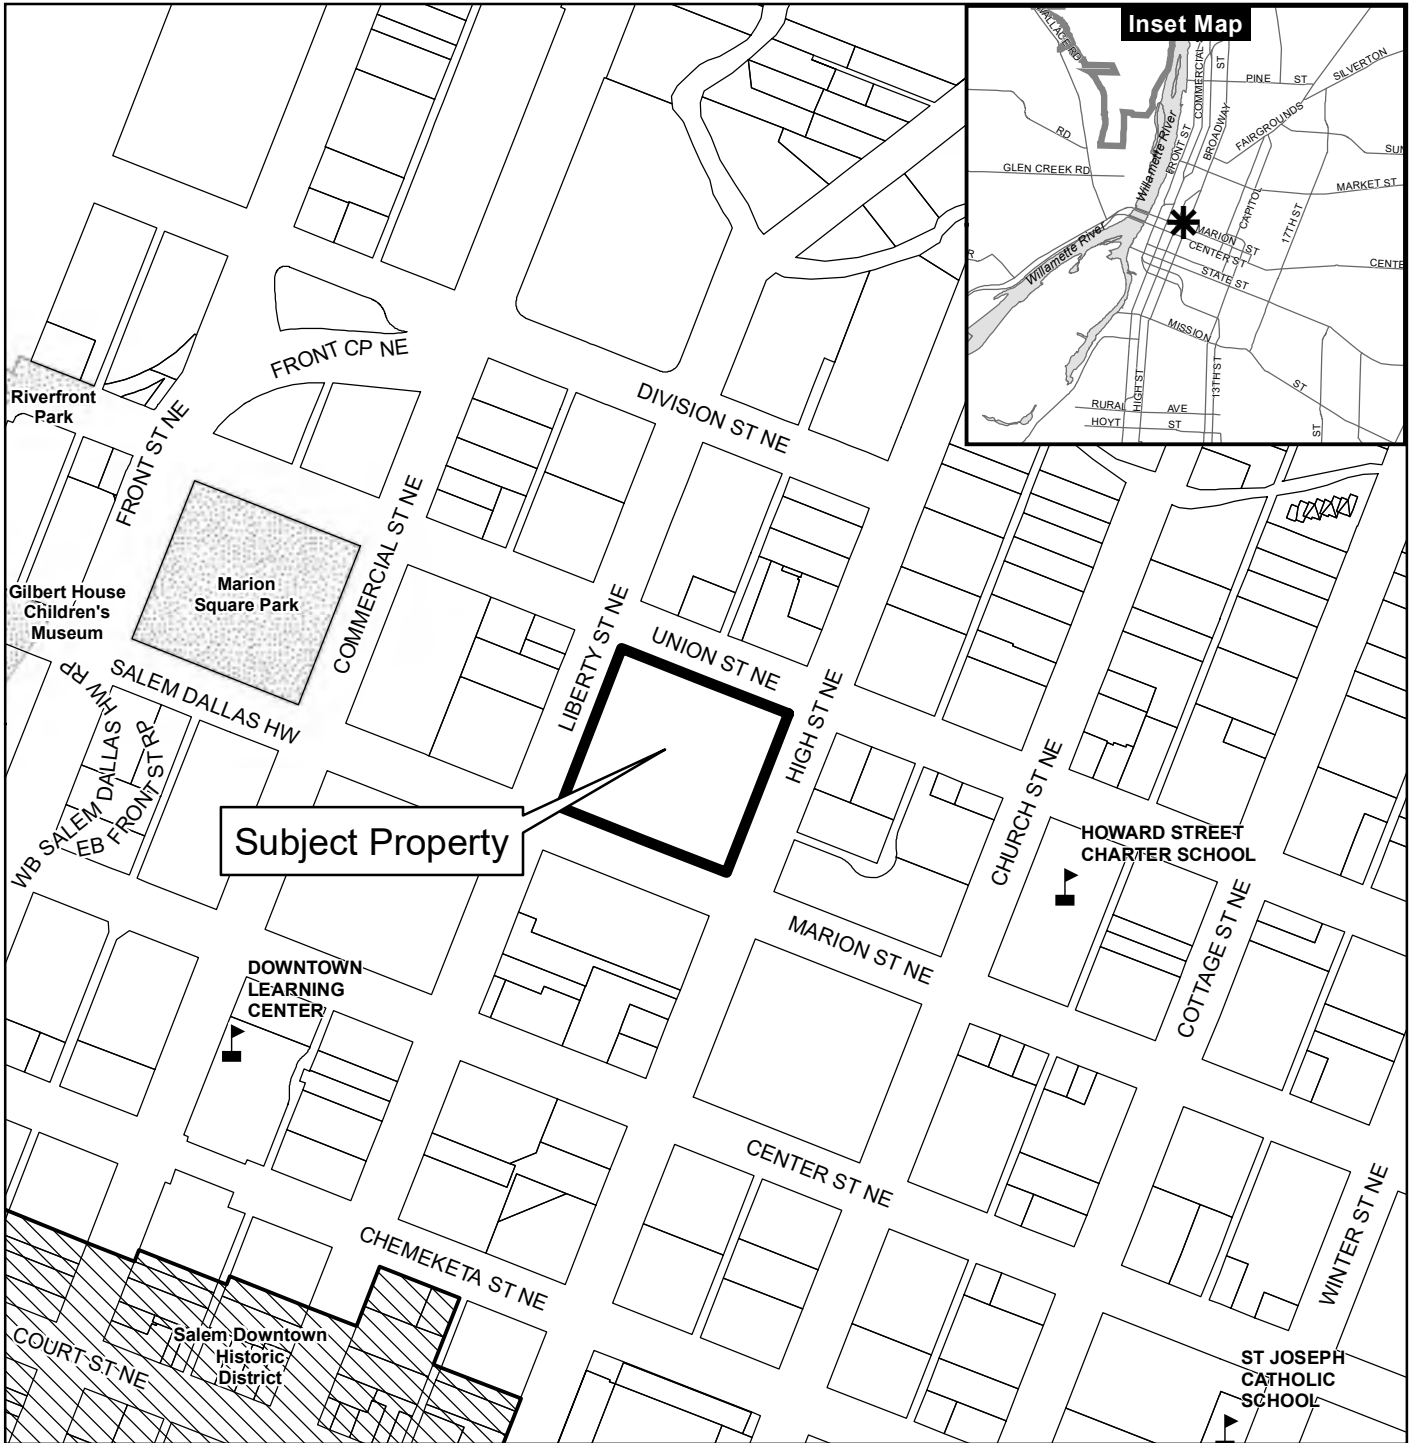 Inset Map
WALLACE RD
RD
GLEN CREEK RD
Willamette River
Willamette River
FRONT ST
COMMERCIAL
ST
BROADWAY
PINE ST
SILVERTON
FAIRGROUNDS
SUN
MARKET ST
CAPITOL
17TH ST
MARION ST
CENTER ST
CENTE
STATE ST
MISSION
ST
HIGH ST
13TH ST
RURAL AVE
HOYT ST
ST
R
FRONT CP NE
Riverfront
Park
FRONT ST NE
DIVISION ST NE
COMMERCIAL ST NE
Marion
Square Park
Gilbert House
Children's
Museum
LIBERTY ST NE
UNION ST NE
HIGH ST NE
SALEM DALLAS HW
WB SALEM DALLAS HW RP
EB FRONT ST RP
Subject Property
CHURCH ST NE
HOWARD STREET
CHARTER SCHOOL
MARION ST NE
COTTAGE ST NE
DOWNTOWN
LEARNING
CENTER
CENTER ST NE
WINTER ST NE
CHEMEKETA ST NE
COURT ST NE
Salem Downtown
Historic
District
ST JOSEPH
CATHOLIC
SCHOOL